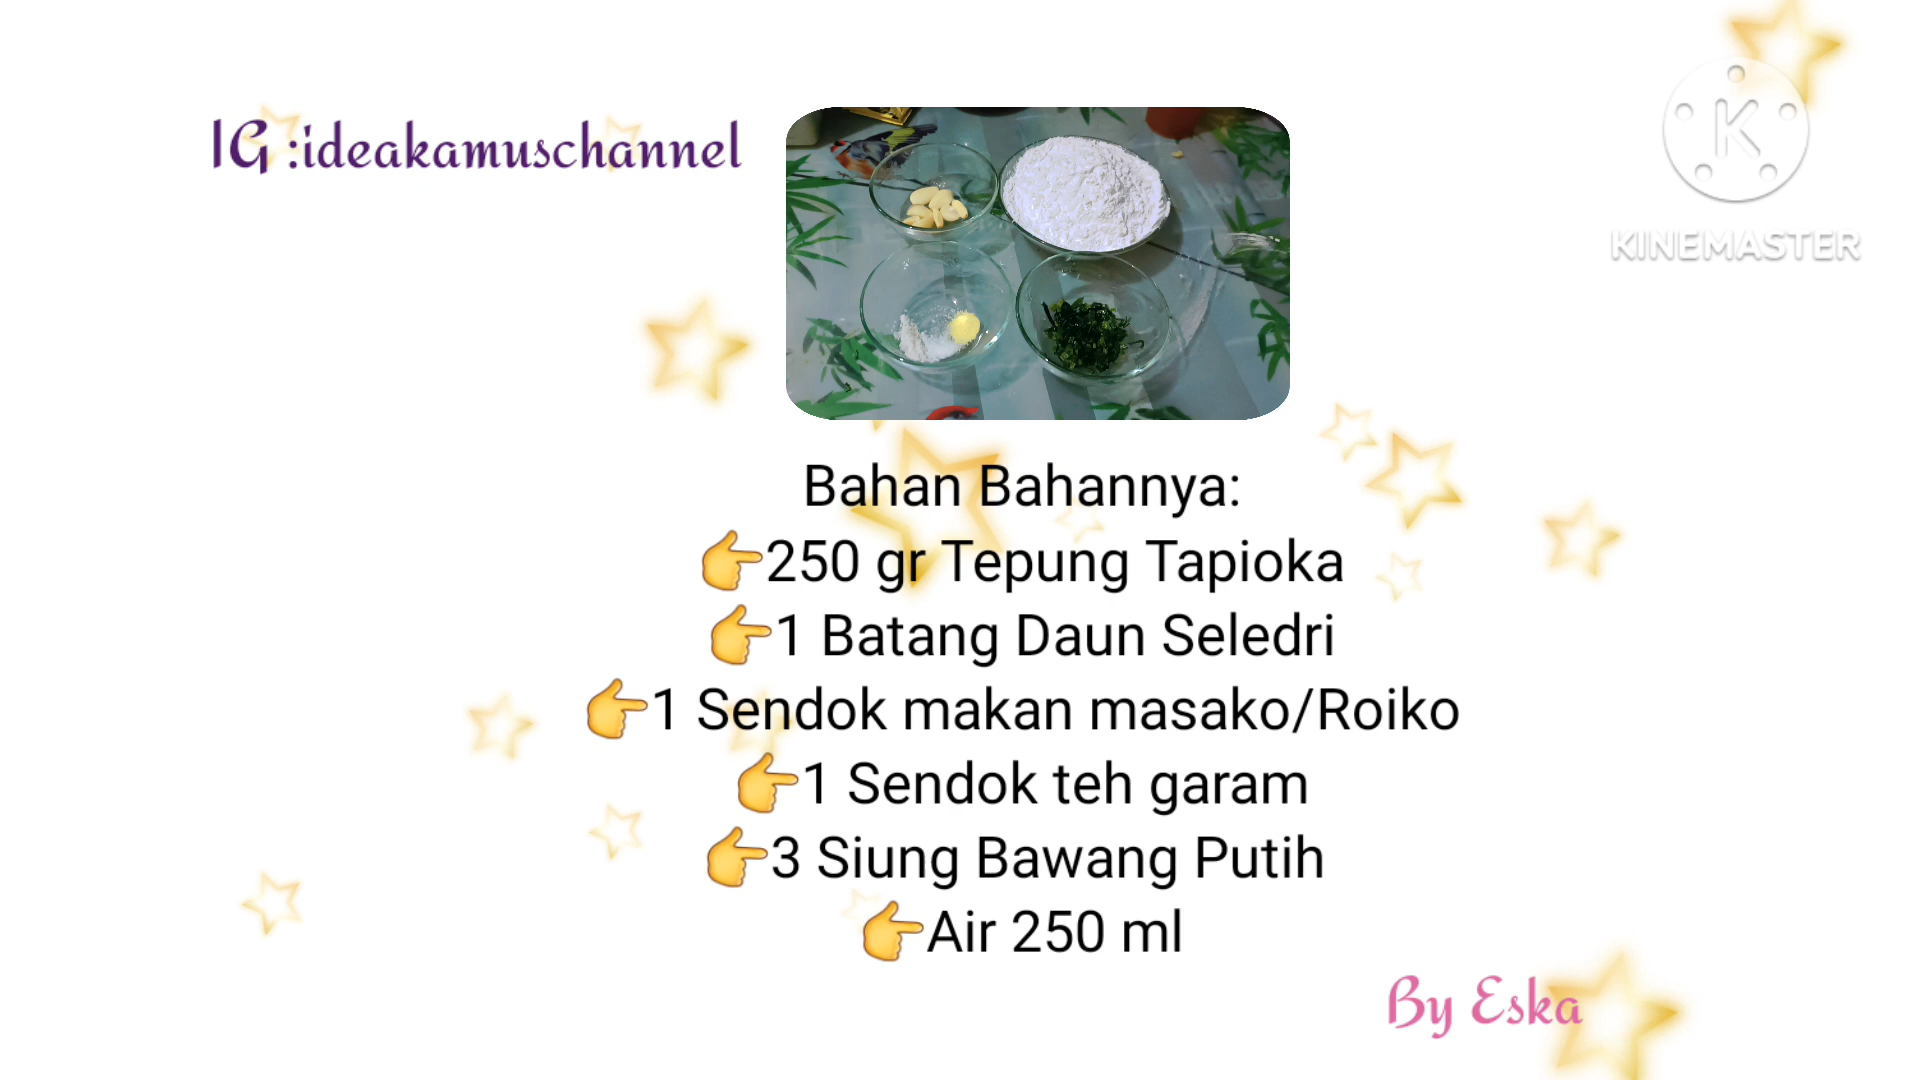 IG :ideakamuschannel
KINEMASTER
Bahan Bahannya:
👉250 gr Tepung Tapioka
👉1 Batang Daun Seledri
👉1 Sendok makan masako/Roiko
👉1 Sendok teh garam
👉3 Siung Bawang Putih
👉Air 250 ml
By Eska